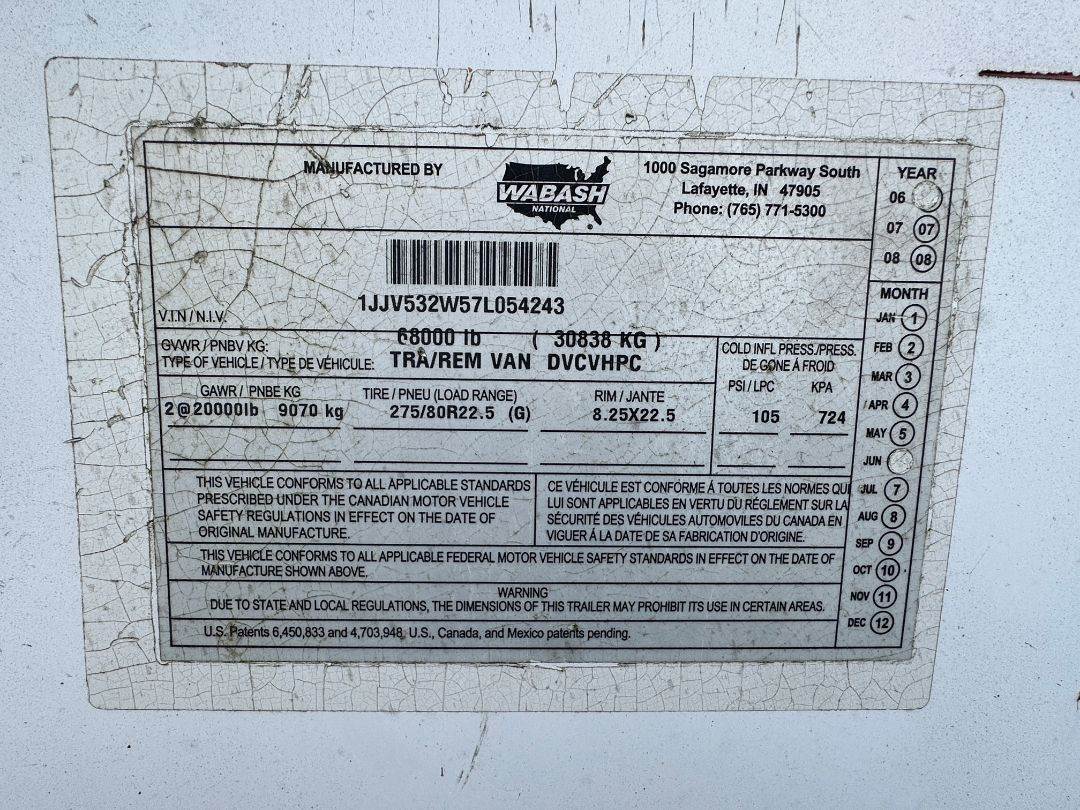 MANUFACTURED BY
WABASH
NATIONAL
1000 Sagamore Parkway South
Lafayette, IN 47905
Phone: (765) 771-5300
YEAR
06
07 07
08 08
1JJV532W57L054243
V.I.N / N.I.V.
GVWR / PNBV KG: 68000 lb ( 30838 KG )
TYPE OF VEHICLE / TYPE DE VÉHICULE: TRA/REM VAN DVCVHPC
COLD INFL PRESS./PRESS.
DE GONE À FROID
PSI / LPC KPA
GAWR / PNBE KG TIRE / PNEU (LOAD RANGE) RIM / JANTE
2@20000lb 9070 kg 275/80R22.5 (G) 8.25X22.5 105 724
MONTH
JAN 1
FEB 2
MAR 3
APR 4
MAY 5
JUN
JUL 7
AUG 8
SEP 9
OCT 10
NOV 11
DEC 12
THIS VEHICLE CONFORMS TO ALL APPLICABLE STANDARDS
PRESCRIBED UNDER THE CANADIAN MOTOR VEHICLE
SAFETY REGULATIONS IN EFFECT ON THE DATE OF
ORIGINAL MANUFACTURE.
CE VÉHICULE EST CONFORME À TOUTES LES NORMES QUI
LUI SONT APPLICABLES EN VERTU DU RÉGLEMENT SUR LA
SÉCURITÉ DES VÉHICULES AUTOMOVILES DU CANADA EN
VIGUER À LA DATE DE SA FABRICATION D'ORIGINE.
THIS VEHICLE CONFORMS TO ALL APPLICABLE FEDERAL MOTOR VEHICLE SAFETY STANDARDS IN EFFECT ON THE DATE OF
MANUFACTURE SHOWN ABOVE.
WARNING
DUE TO STATE AND LOCAL REGULATIONS, THE DIMENSIONS OF THIS TRAILER MAY PROHIBIT ITS USE IN CERTAIN AREAS.
U.S. Patents 6,450,833 and 4,703,948. U.S., Canada, and Mexico patents pending.